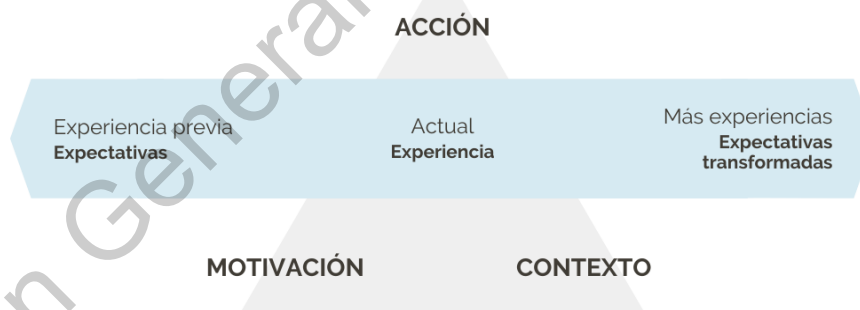 ACCIÓN
Experiencia previa
Expectativas
Actual
Experiencia
Más experiencias
Expectativas
transformadas
MOTIVACIÓN
CONTEXTO